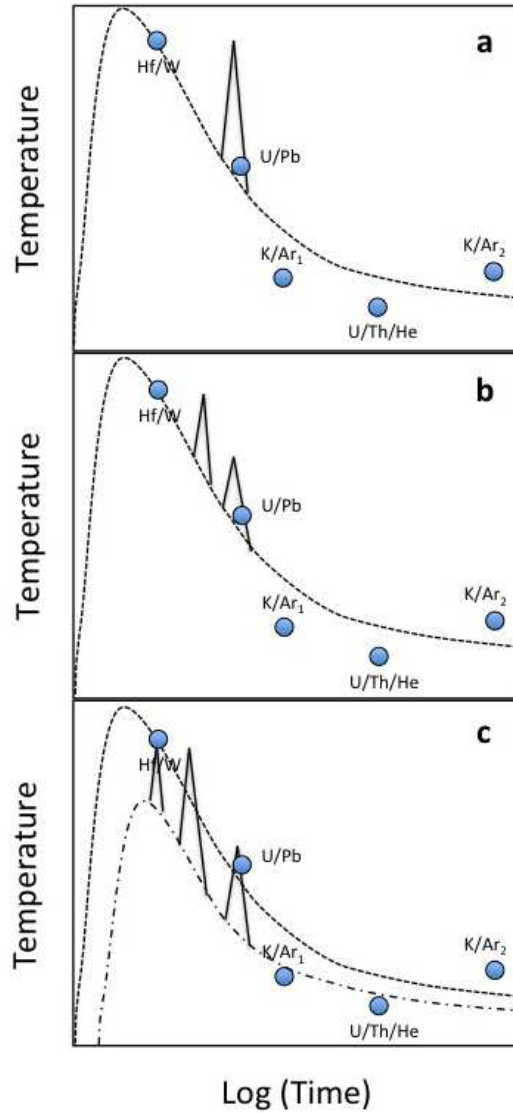 a
Hf/W
U/Pb
K/Ar₁
K/Ar₂
U/Th/He
Temperature
b
Hf/W
U/Pb
K/Ar₁
K/Ar₂
U/Th/He
Temperature
c
Hf/W
U/Pb
K/Ar₁
K/Ar₂
U/Th/He
Temperature
Log (Time)